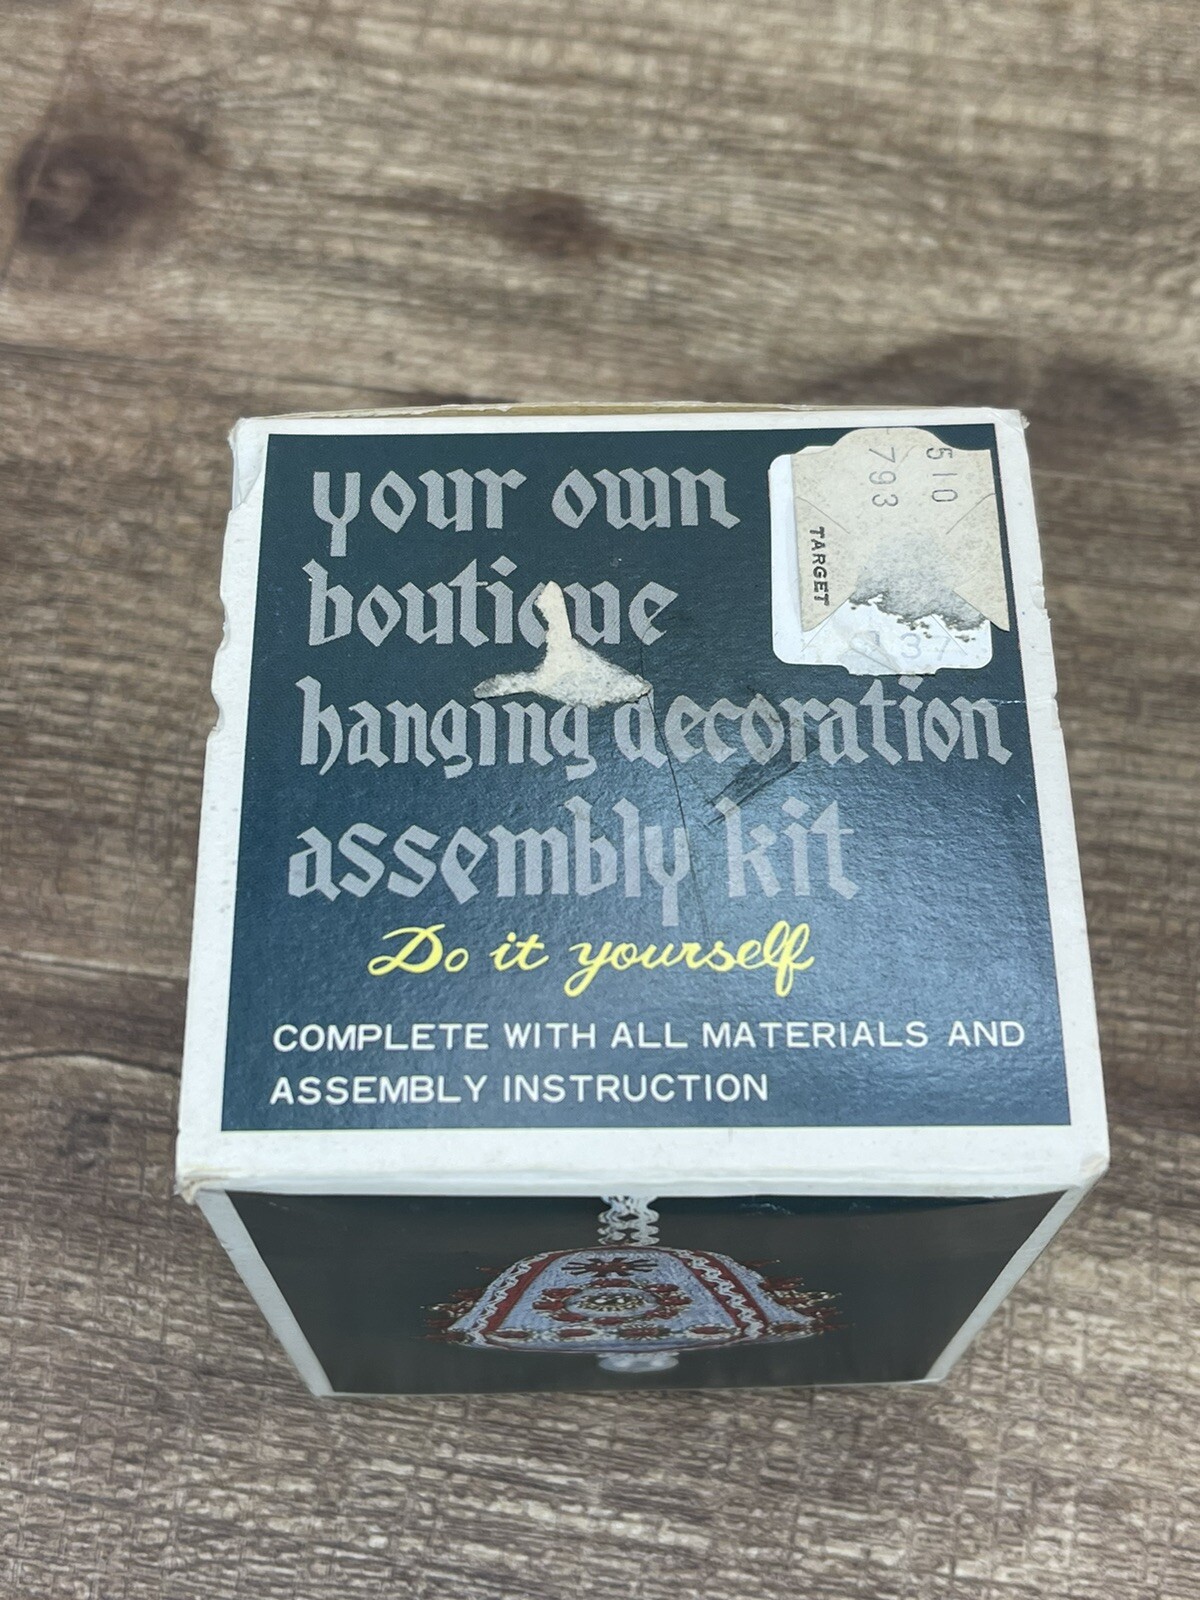 your own
boutique
hanging decoration
assembly kit
Do it yourself
COMPLETE WITH ALL MATERIALS AND
ASSEMBLY INSTRUCTION
510
793
TARGET